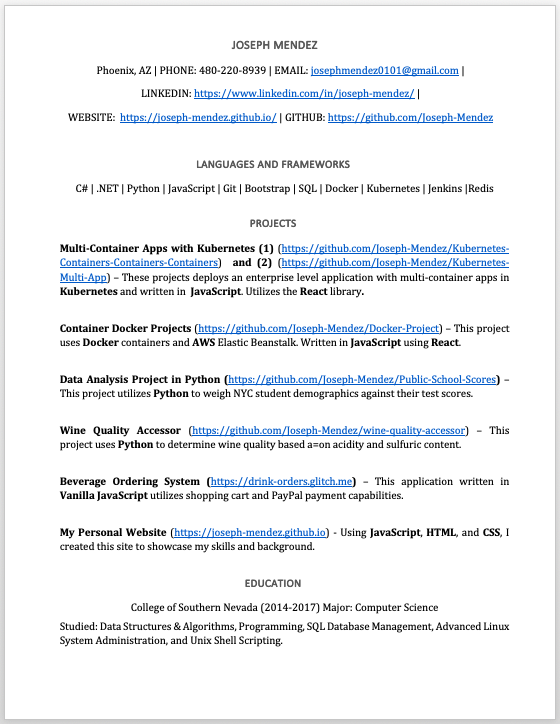 JOSEPH MENDEZ
Phoenix, AZ | PHONE: 480-220-8939 | EMAIL: josephmendez0101@gmail.com |
LINKEDIN: https://www.linkedin.com/in/joseph-mendez/ |
WEBSITE: https://joseph-mendez.github.io/ | GITHUB: https://github.com/Joseph-Mendez
LANGUAGES AND FRAMEWORKS
C# | .NET | Python | JavaScript | Git | Bootstrap | SQL | Docker | Kubernetes | Jenkins |Redis
PROJECTS
Multi-Container Apps with Kubernetes (1) (https://github.com/Joseph-Mendez/Kubernetes-
Containers-Containers-Containers) and (2) (https://github.com/Joseph-Mendez/Kubernetes-
Multi-App) – These projects deploys an enterprise level application with multi-container apps in
Kubernetes and written in JavaScript. Utilizes the React library.
Container Docker Projects (https://github.com/Joseph-Mendez/Docker-Project) – This project
uses Docker containers and AWS Elastic Beanstalk. Written in JavaScript using React.
Data Analysis Project in Python (https://github.com/Joseph-Mendez/Public-School-Scores) –
This project utilizes Python to weigh NYC student demographics against their test scores.
Wine Quality Accessor (https://github.com/Joseph-Mendez/wine-quality-accessor) – This
project uses Python to determine wine quality based a=on acidity and sulfuric content.
Beverage Ordering System (https://drink-orders.glitch.me) – This application written in
Vanilla JavaScript utilizes shopping cart and PayPal payment capabilities.
My Personal Website (https://joseph-mendez.github.io) - Using JavaScript, HTML, and CSS, I
created this site to showcase my skills and background.
EDUCATION
College of Southern Nevada (2014-2017) Major: Computer Science
Studied: Data Structures & Algorithms, Programming, SQL Database Management, Advanced Linux
System Administration, and Unix Shell Scripting.